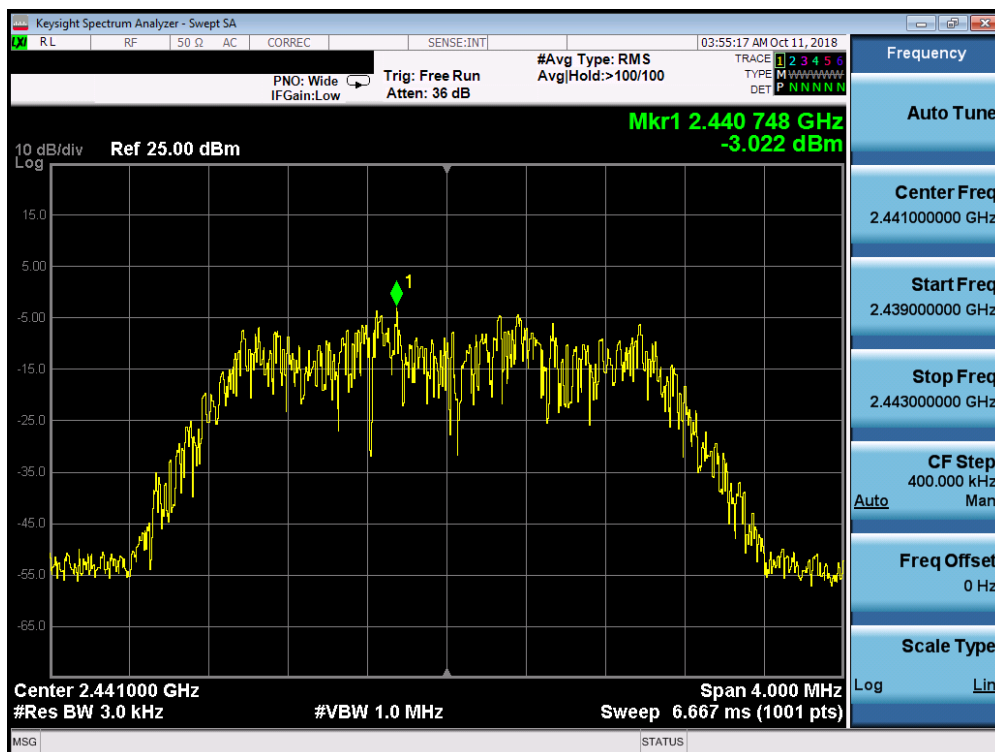 Keysight Spectrum Analyzer - Swept SA
LXI RL RF 50 Ω AC CORREC SENSE:INT 03:55:17 AM Oct 11, 2018
PNO: Wide
IFGain:Low
Trig: Free Run
Atten: 36 dB
#Avg Type: RMS
Avg|Hold:>100/100
TRACE 1 2 3 4 5 6
TYPE M WWWWW
DET P N N N N N
Mkr1 2.440 748 GHz
-3.022 dBm
10 dB/div Ref 25.00 dBm
Log
15.0
5.00
-5.00
-15.0
-25.0
-35.0
-45.0
-55.0
-65.0
1
Center 2.441000 GHz Span 4.000 MHz
#Res BW 3.0 kHz #VBW 1.0 MHz Sweep 6.667 ms (1001 pts)
MSG STATUS
Frequency
Auto Tune
Center Freq
2.441000000 GHz
Start Freq
2.439000000 GHz
Stop Freq
2.443000000 GHz
CF Step
400.000 kHz
Auto Man
Freq Offset
0 Hz
Scale Type
Log Lin